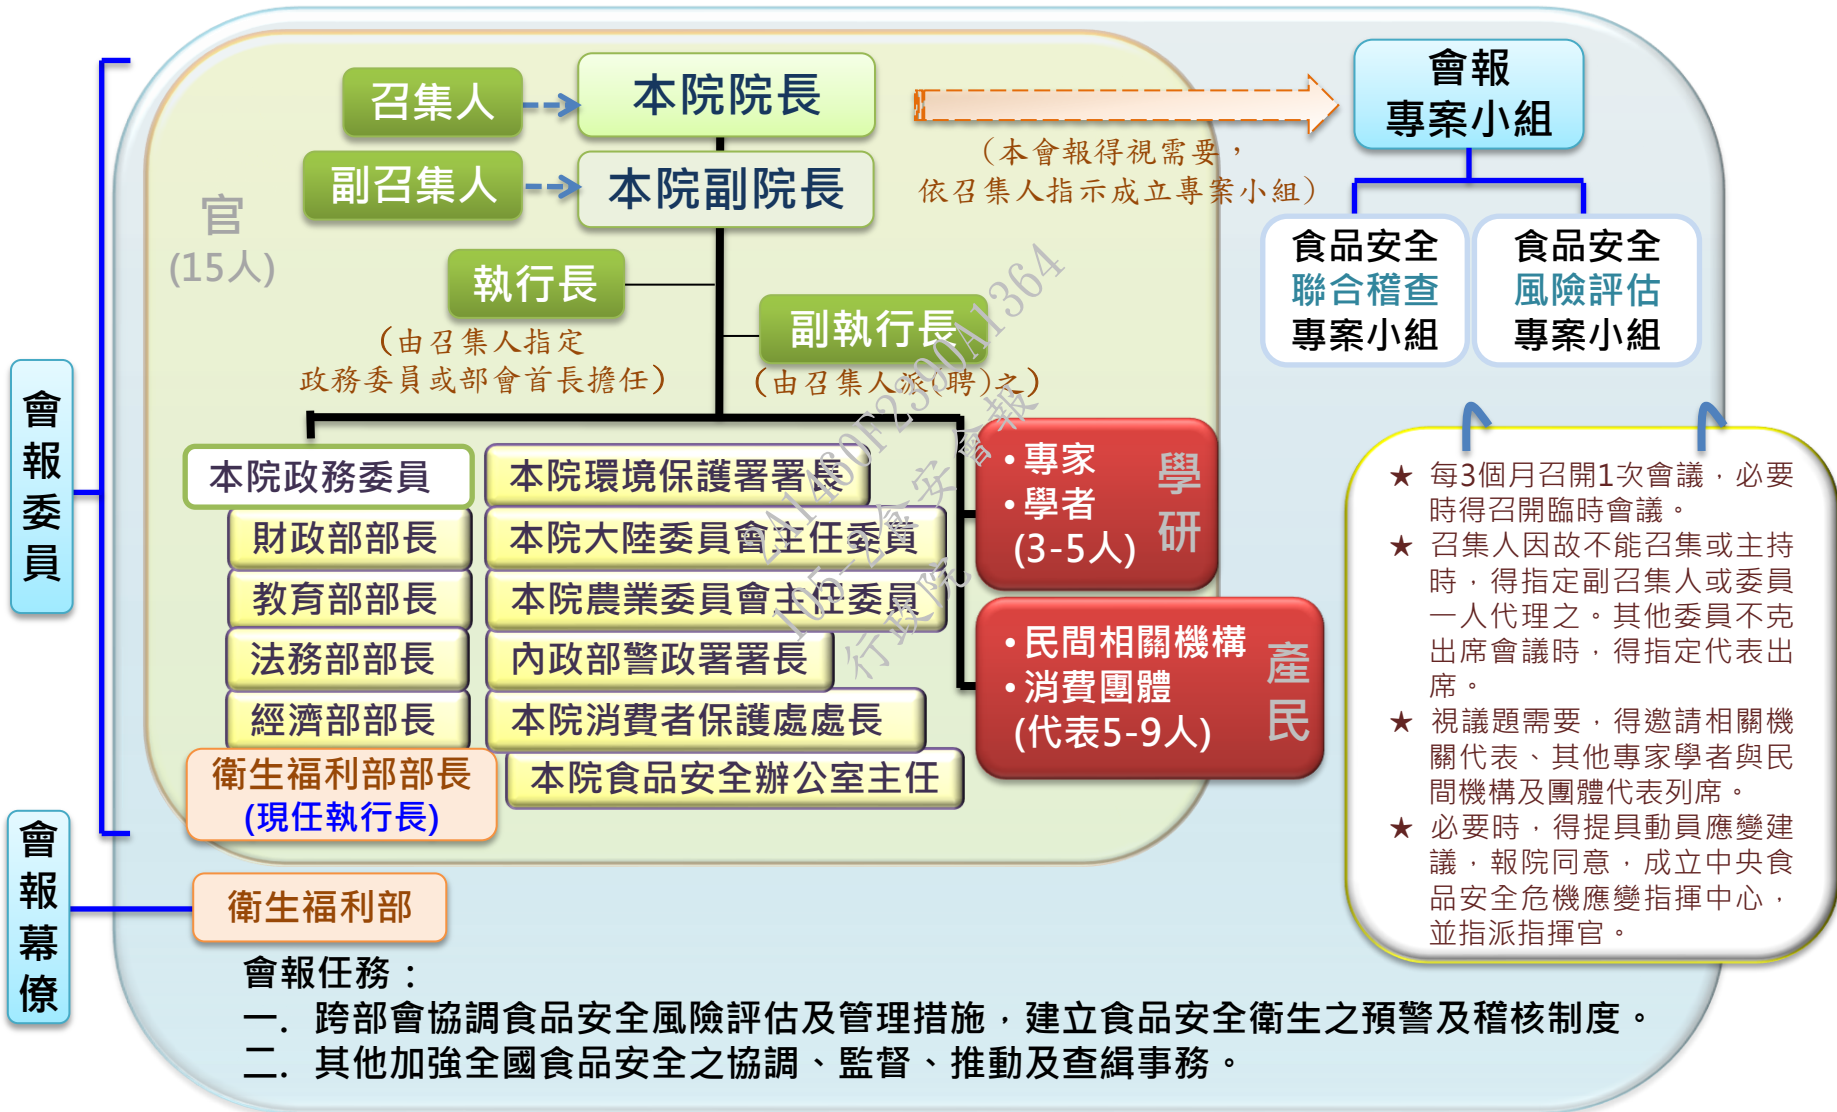 召集人
本院院長
副召集人
本院副院長
官
(15人)
執行長
(由召集人指定
政務委員或部會首長擔任)
副執行長
(由召集人派(聘)之)
(本會報得視需要，
依召集人指示成立專案小組)
會報
專案小組
食品安全
聯合稽查
專案小組
食品安全
風險評估
專案小組
會報委員
本院政務委員
財政部部長
教育部部長
法務部部長
經濟部部長
衛生福利部部長
(現任執行長)
本院環境保護署署長
本院大陸委員會主任委員
本院農業委員會主任委員
內政部警政署署長
本院消費者保護處處長
本院食品安全辦公室主任
•專家
•學者
(3-5人)
學研
•民間相關機構
•消費團體
(代表5-9人)
產民
2A1460F2390A1364
105-2食安會報
行政院
★ 每3個月召開1次會議，必要
時得召開臨時會議。
★ 召集人因故不能召集或主持
時，得指定副召集人或委員
一人代理之。其他委員不克
出席會議時，得指定代表出
席。
★ 視議題需要，得邀請相關機
關代表、其他專家學者與民
間機構及團體代表列席。
★ 必要時，得提具動員應變建
議，報院同意，成立中央食
品安全危機應變指揮中心，
並指派指揮官。
會報幕僚
衛生福利部
會報任務：
一. 跨部會協調食品安全風險評估及管理措施，建立食品安全衛生之預警及稽核制度。
二. 其他加強全國食品安全之協調、監督、推動及查緝事務。